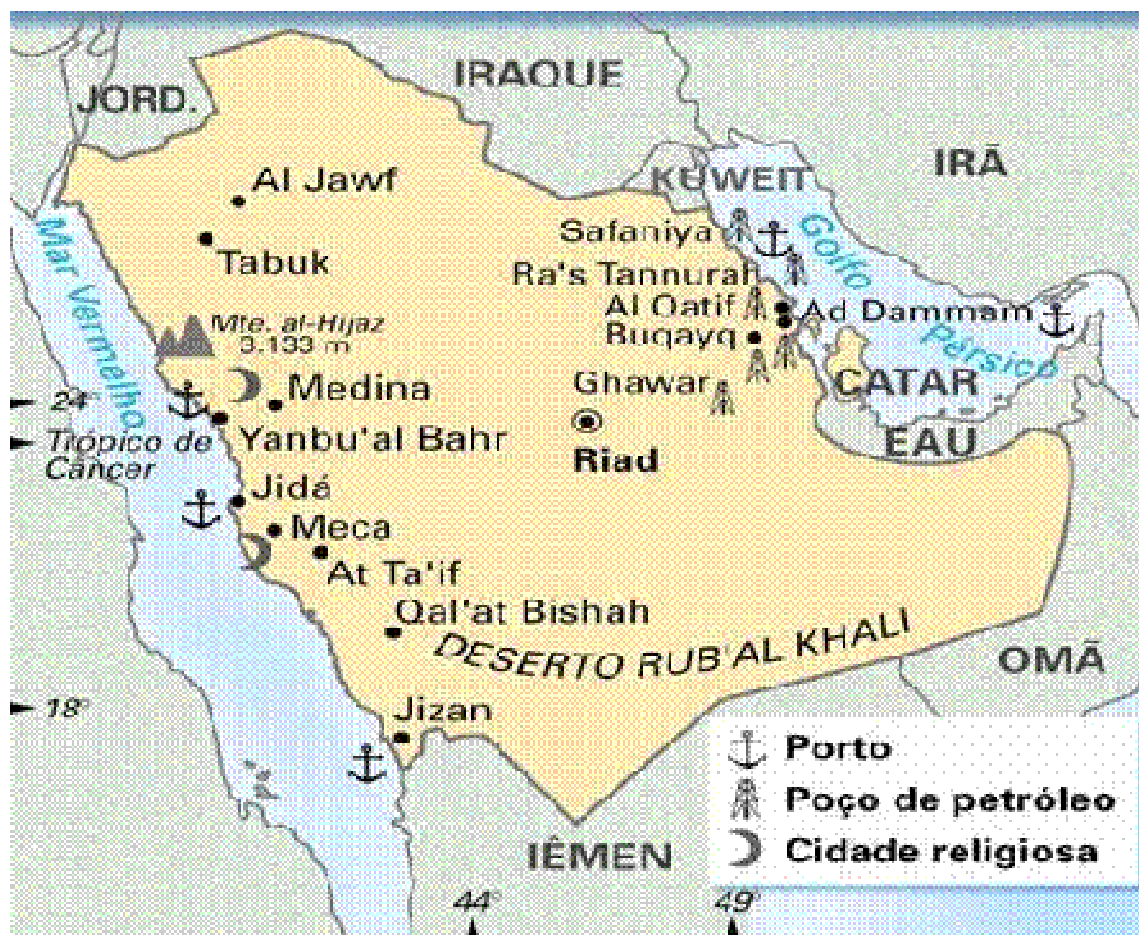 IRAQUE
JORD.
IRÃ
Al Jawf
KUWEIT
Safaniya
Golfo
Pérsico
Mar Vermelho
Tabuk
Ra's Tannurah
Al Qatif
Ad Dammam
Buqayq
Mte. al-Hijaz
3.133 m
Medina
Ghawar
CATAR
24°
Trópico de
Câncer
Yanbu'al Bahr
Riad
EAU
Jidá
Meca
At Ta'if
Qal'at Bishah
DESERTO RUB'AL KHALI
OMÃ
18°
Jizan
Porto
Poço de petróleo
Cidade religiosa
IÊMEN
44°
49°